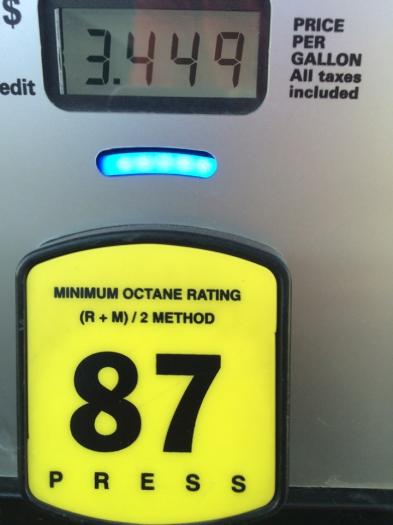 $
edit
3.449
PRICE
PER
GALLON
All taxes
included
MINIMUM OCTANE RATING
(R + M) / 2 METHOD
87
PRESS